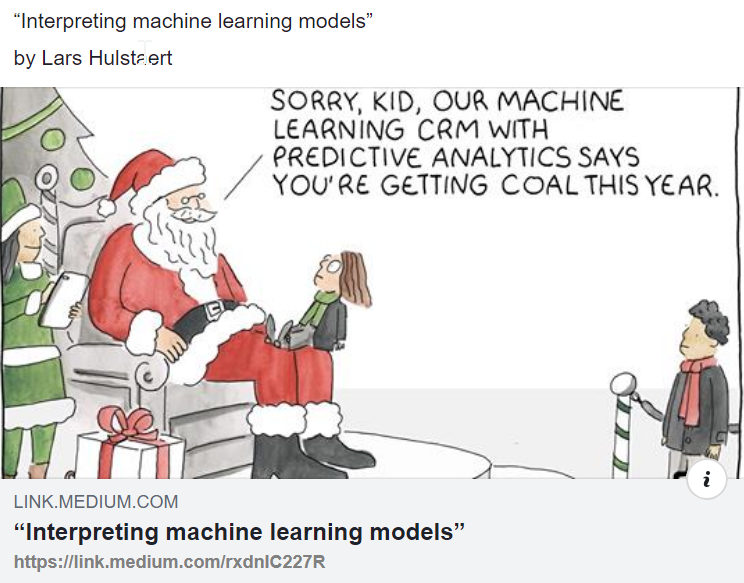 “Interpreting machine learning models”
by Lars Hulstaert
SORRY, KID, OUR MACHINE
LEARNING CRM WITH
PREDICTIVE ANALYTICS SAYS
YOU'RE GETTING COAL THIS YEAR.
i
LINK.MEDIUM.COM
“Interpreting machine learning models”
https://link.medium.com/rxdnlC227R